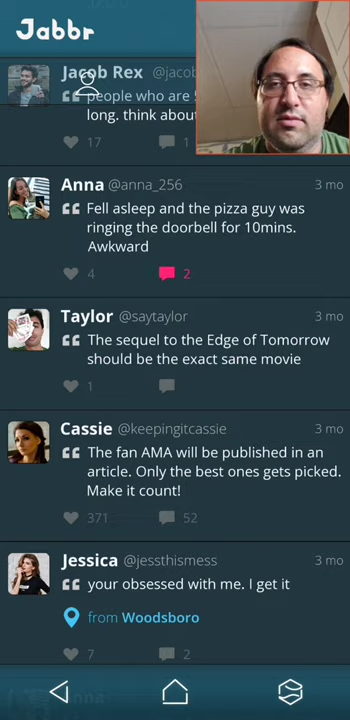 Jabbr
Jacob Rex @jacob
people who are
long. think about
17 1
Anna @anna_256 3 mo
Fell asleep and the pizza guy was
ringing the doorbell for 10mins.
Awkward
4 2
Taylor @saytaylor 3 mo
The sequel to the Edge of Tomorrow
should be the exact same movie
1
Cassie @keepingitcassie 3 mo
The fan AMA will be published in an
article. Only the best ones gets picked.
Make it count!
371 52
Jessica @jessthismess 3 mo
your obsessed with me. I get it
from Woodsboro
7 2
Anna